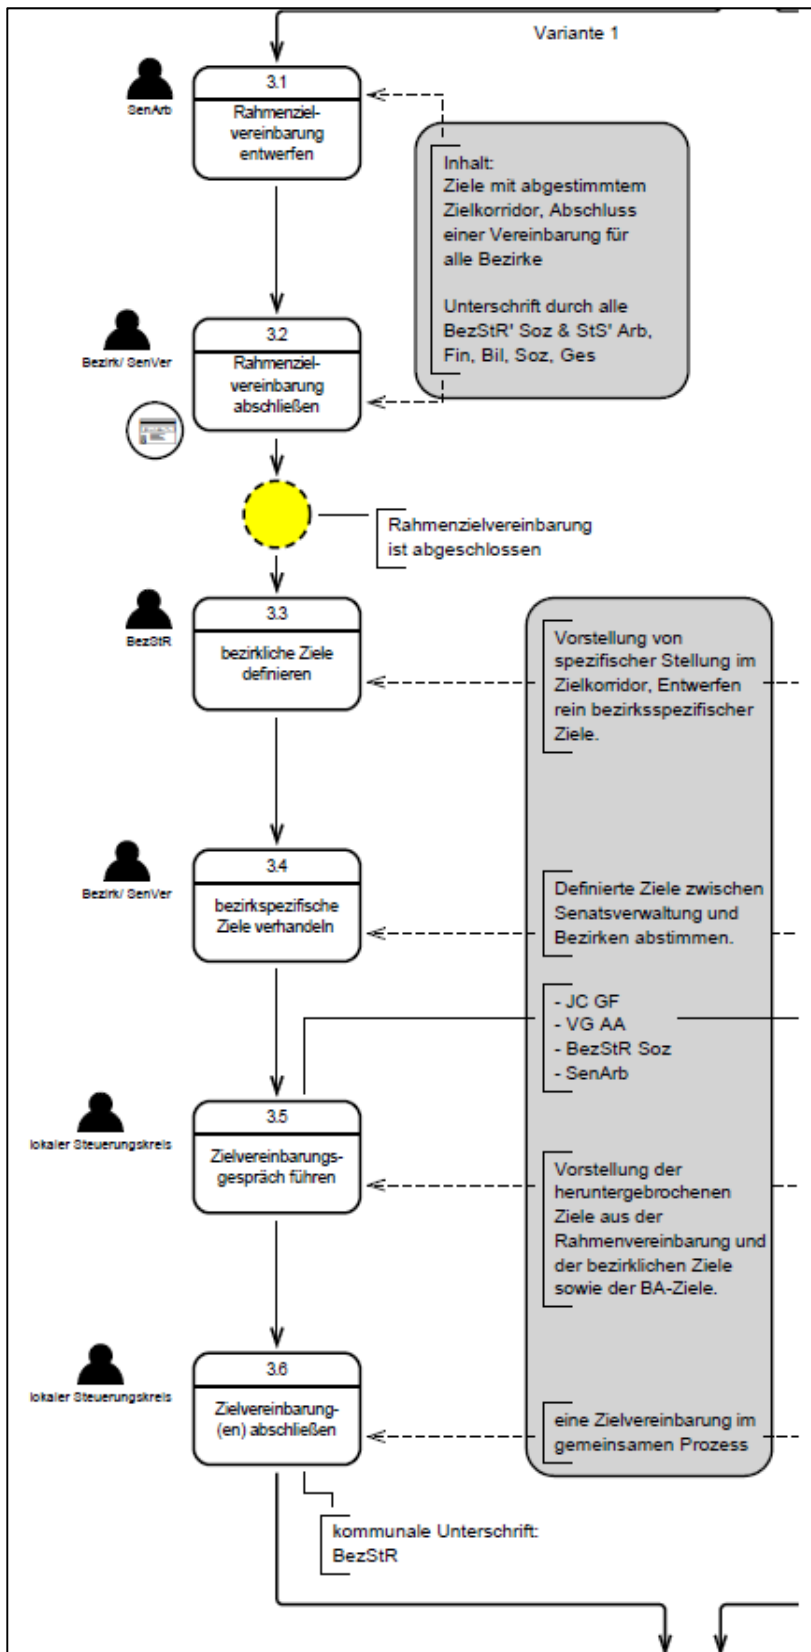 Variante 1
SenArb
3.1
Rahmenziel-
vereinbarung
entwerfen
Inhalt:
Ziele mit abgestimmtem
Zielkorridor, Abschluss
einer Vereinbarung für
alle Bezirke
Unterschrift durch alle
BezStR' Soz & StS' Arb,
Fin, Bil, Soz, Ges
Bezirk/ SenVer
3.2
Rahmenziel-
vereinbarung
abschließen
Rahmenzielvereinbarung
ist abgeschlossen
BezStR
3.3
bezirkliche Ziele
definieren
Vorstellung von
spezifischer Stellung im
Zielkorridor, Entwerfen
rein bezirksspezifischer
Ziele.
Bezirk/ SenVer
3.4
bezirkspezifische
Ziele verhandeln
Definierte Ziele zwischen
Senatsverwaltung und
Bezirken abstimmen.
- JC GF
- VG AA
- BezStR Soz
- SenArb
lokaler Steuerungskreis
3.5
Zielvereinbarungs-
gespräch führen
Vorstellung der
heruntergebrochenen
Ziele aus der
Rahmenvereinbarung und
der bezirklichen Ziele
sowie der BA-Ziele.
lokaler Steuerungskreis
3.6
Zielvereinbarung-
(en) abschließen
eine Zielvereinbarung im
gemeinsamen Prozess
kommunale Unterschrift:
BezStR